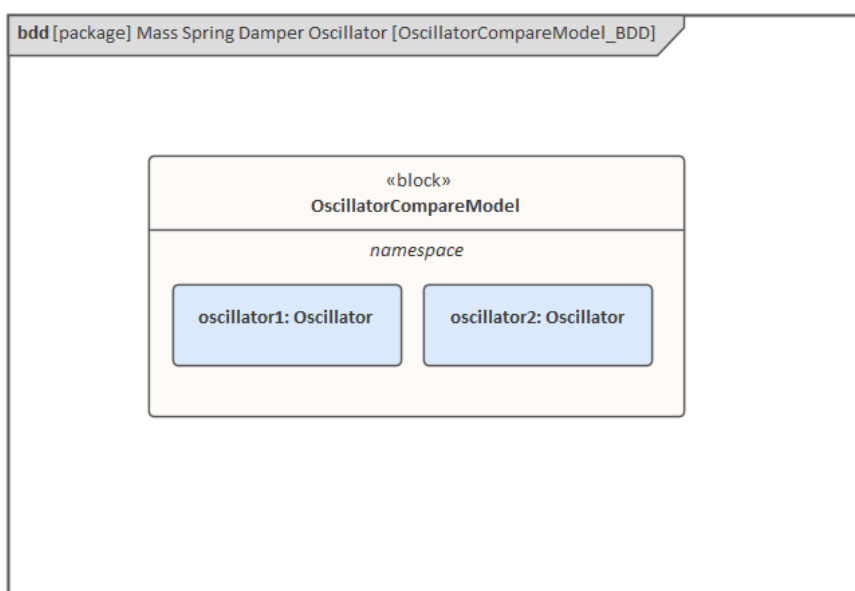 bdd [package] Mass Spring Damper Oscillator [OscillatorCompareModel_BDD]
«block»
OscillatorCompareModel
namespace
oscillator1: Oscillator
oscillator2: Oscillator